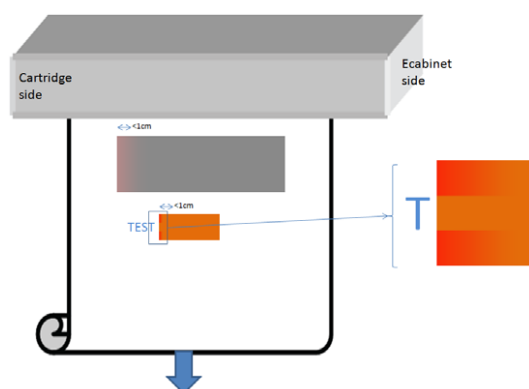 Cartridge
side
Ecabinet
side
<1cm
<1cm
TEST
T